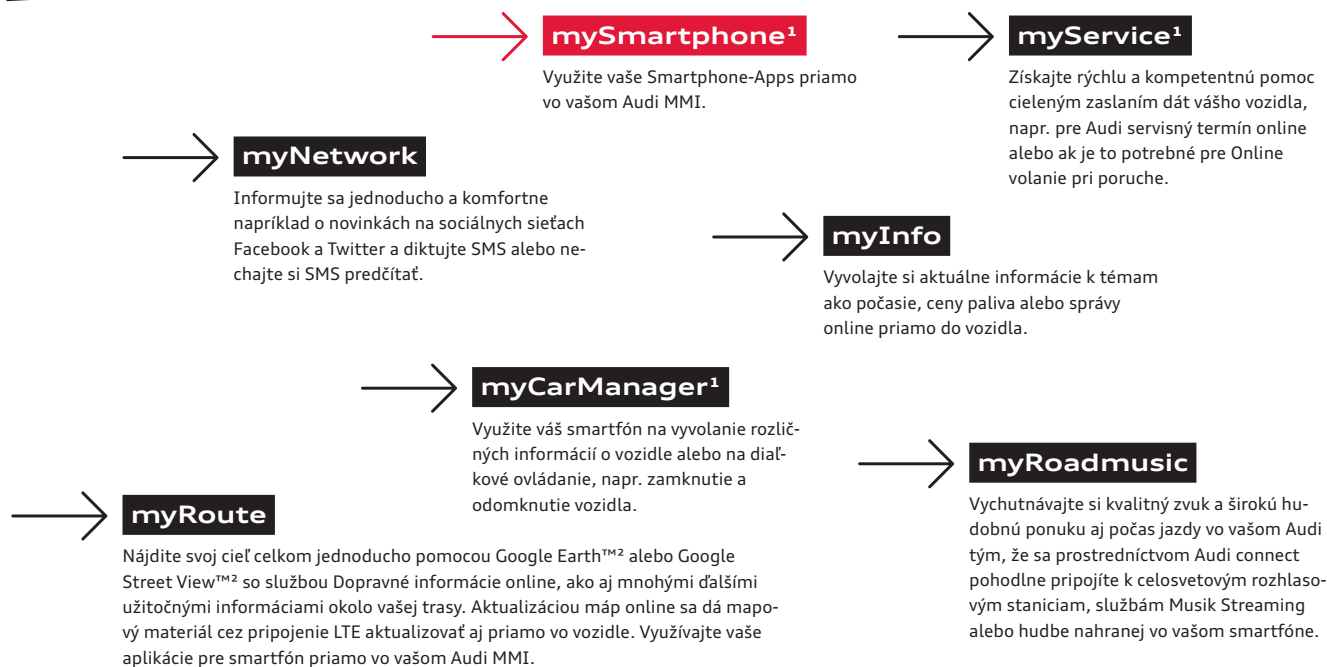 mySmartphone¹
Využite vaše Smartphone-Apps priamo
vo vašom Audi MMI.
myService¹
Získajte rýchlu a kompetentnú pomoc
cieleným zaslaním dát vášho vozidla,
napr. pre Audi servisný termín online
alebo ak je to potrebné pre Online
volanie pri poruche.
myNetwork
Informujte sa jednoducho a komfortne
napríklad o novinkách na sociálnych sieťach
Facebook a Twitter a diktujte SMS alebo ne-
chajte si SMS predčítať.
myInfo
Vyvolajte si aktuálne informácie k témam
ako počasie, ceny paliva alebo správy
online priamo do vozidla.
myCarManager¹
Využite váš smartfón na vyvolanie rozlič-
ných informácií o vozidle alebo na diaľ-
kové ovládanie, napr. zamknutie a
odomknutie vozidla.
myRoadmusic
Vychutnávajte si kvalitný zvuk a širokú hu-
dobnú ponuku aj počas jazdy vo vašom Audi
tým, že sa prostredníctvom Audi connect
pohodlne pripojíte k celosvetovým rozhlaso-
vým staniciam, službám Musik Streaming
alebo hudbe nahranej vo vašom smartfóne.
myRoute
Nájdite svoj cieľ celkom jednoducho pomocou Google Earth™² alebo Google
Street View™² so službou Dopravné informácie online, ako aj mnohými ďalšími
užitočnými informáciami okolo vašej trasy. Aktualizáciou máp online sa dá mapo-
vý materiál cez pripojenie LTE aktualizovať aj priamo vo vozidle. Využívajte vaše
aplikácie pre smartfón priamo vo vašom Audi MMI.